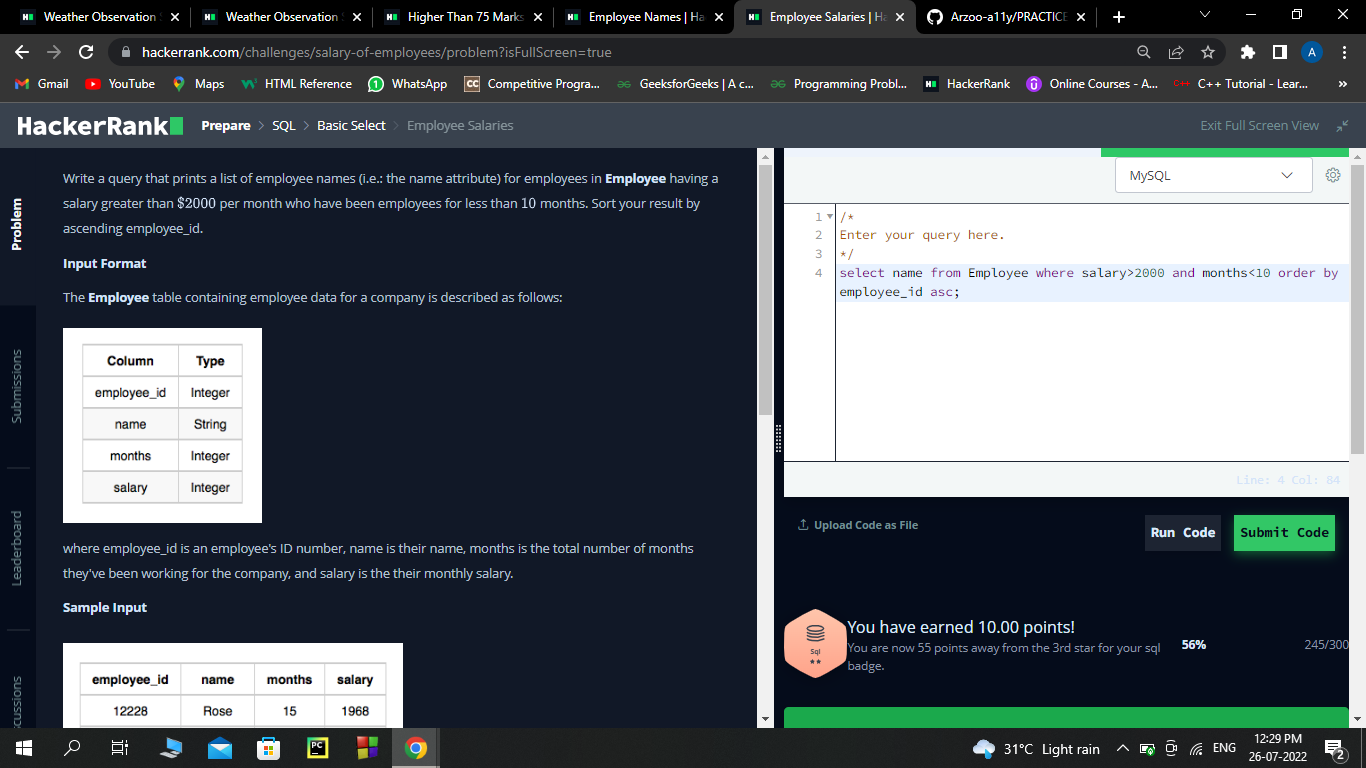 Weather Observation S
Weather Observation S
Higher Than 75 Marks
Employee Names | Ha
Employee Salaries | Ha
Arzoo-a11y/PRACTICE
hackerrank.com/challenges/salary-of-employees/problem?isFullScreen=true
A
Gmail
YouTube
Maps
HTML Reference
WhatsApp
Competitive Progra...
GeeksforGeeks | A c...
Programming Probl...
HackerRank
Online Courses - A...
C++ Tutorial - Lear...
»
HackerRank
Prepare > SQL > Basic Select > Employee Salaries
Exit Full Screen View
Problem
Submissions
Leaderboard
Write a query that prints a list of employee names (i.e.: the name attribute) for employees in Employee having a
salary greater than $2000 per month who have been employees for less than 10 months. Sort your result by
ascending employee_id.
Input Format
The Employee table containing employee data for a company is described as follows:
Column Type
employee_id Integer
name String
months Integer
salary Integer
where employee_id is an employee's ID number, name is their name, months is the total number of months
they've been working for the company, and salary is the their monthly salary.
Sample Input
employee_id name months salary
12228 Rose 15 1968
MySQL
1 /*
2 Enter your query here.
3 */
4 select name from Employee where salary>2000 and months<10 order by
employee_id asc;
Line: 4 Col: 84
Upload Code as File
Run Code
Submit Code
Sql
You have earned 10.00 points!
You are now 55 points away from the 3rd star for your sql
badge.
56%
245/300
PC
31°C Light rain
ENG
12:29 PM
26-07-2022
2